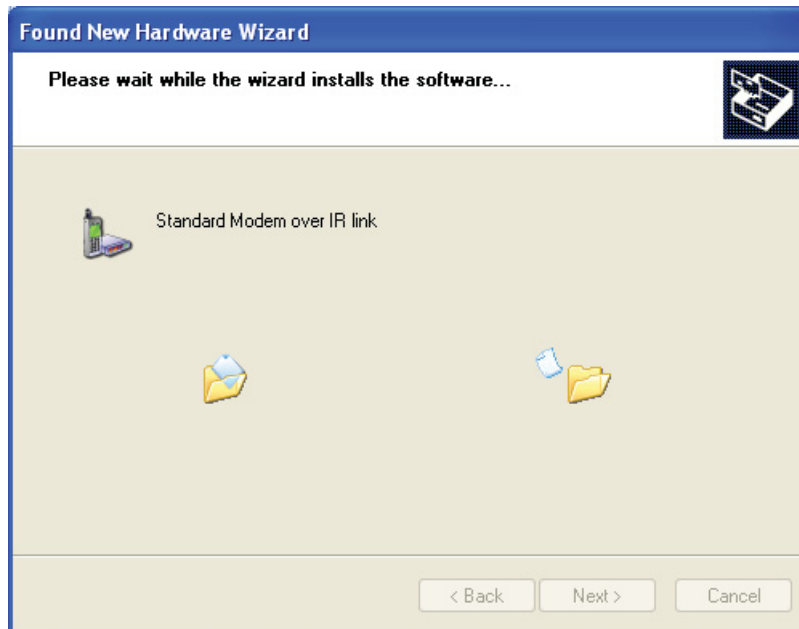 Found New Hardware Wizard
Please wait while the wizard installs the software...
Standard Modem over IR link
< Back Next > Cancel